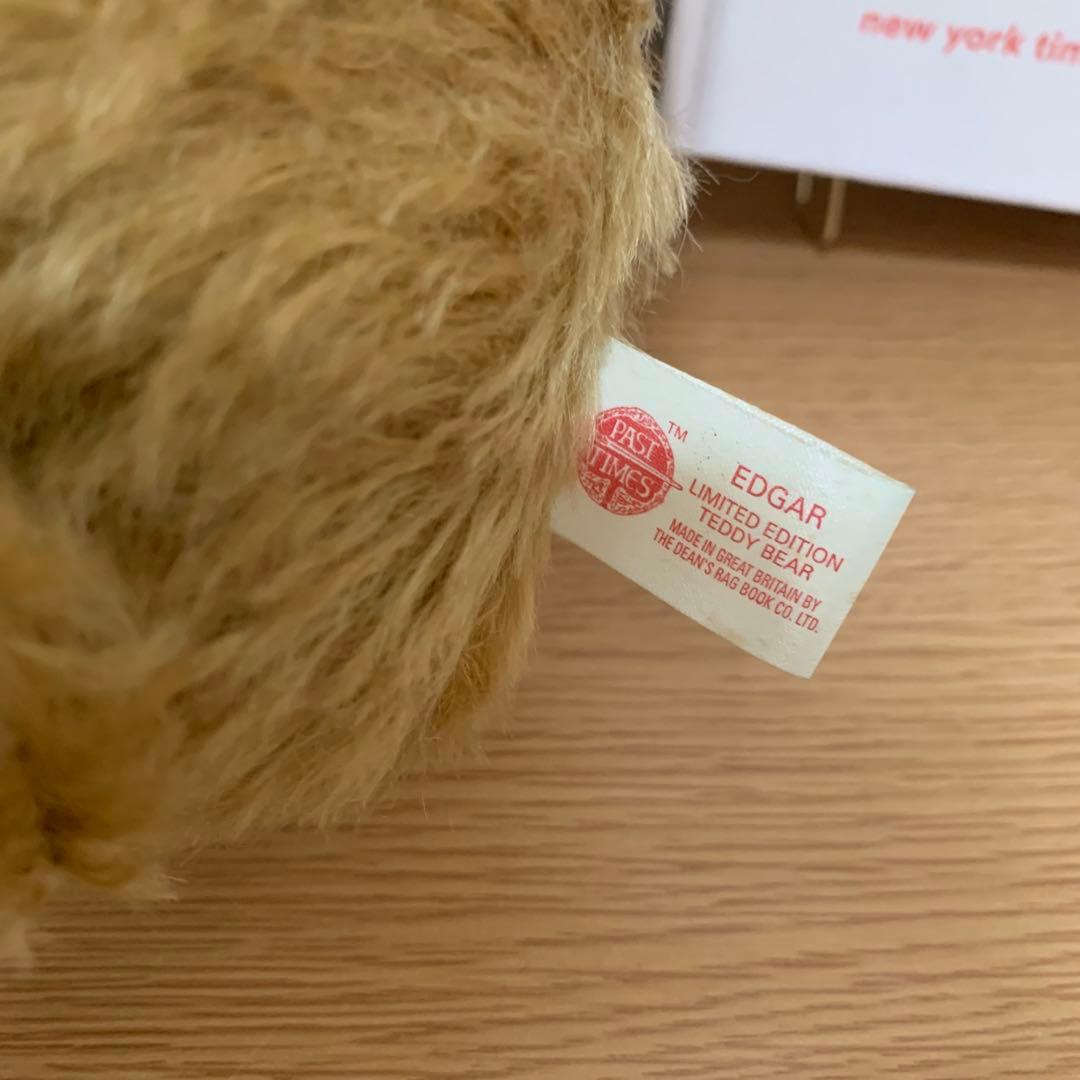 new york tim
PAST
TIMES
TM
EDGAR
LIMITED EDITION
TEDDY BEAR
MADE IN GREAT BRITAIN BY
THE DEAN'S RAG BOOK CO. LTD.